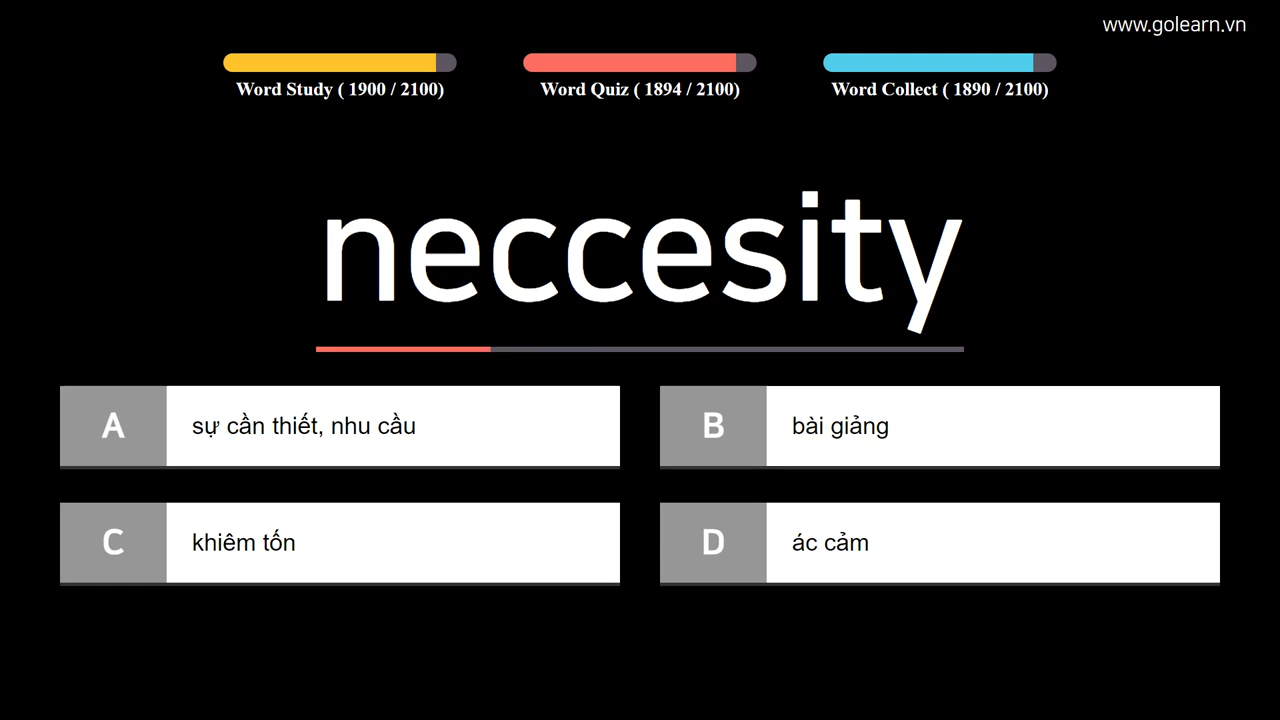 www.golearn.vn
Word Study ( 1900 / 2100)
Word Quiz ( 1894 / 2100)
Word Collect ( 1890 / 2100)
neccesity
A sự cần thiết, nhu cầu
B bài giảng
C khiêm tốn
D ác cảm